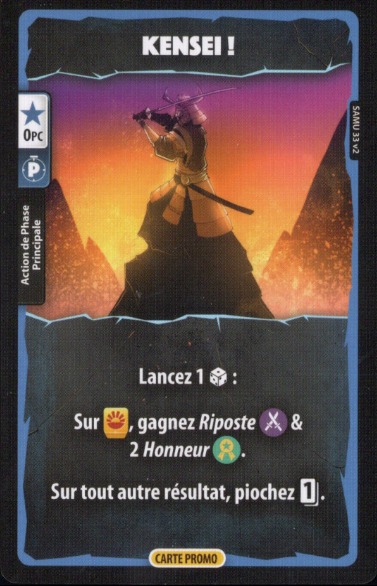 KENSEI !
0PC
P
Action de Phase
Principale
SAMU 33 v2
Lancez 1 :
Sur , gagnez Riposte &
2 Honneur .
Sur tout autre résultat, piochez 1.
CARTE PROMO